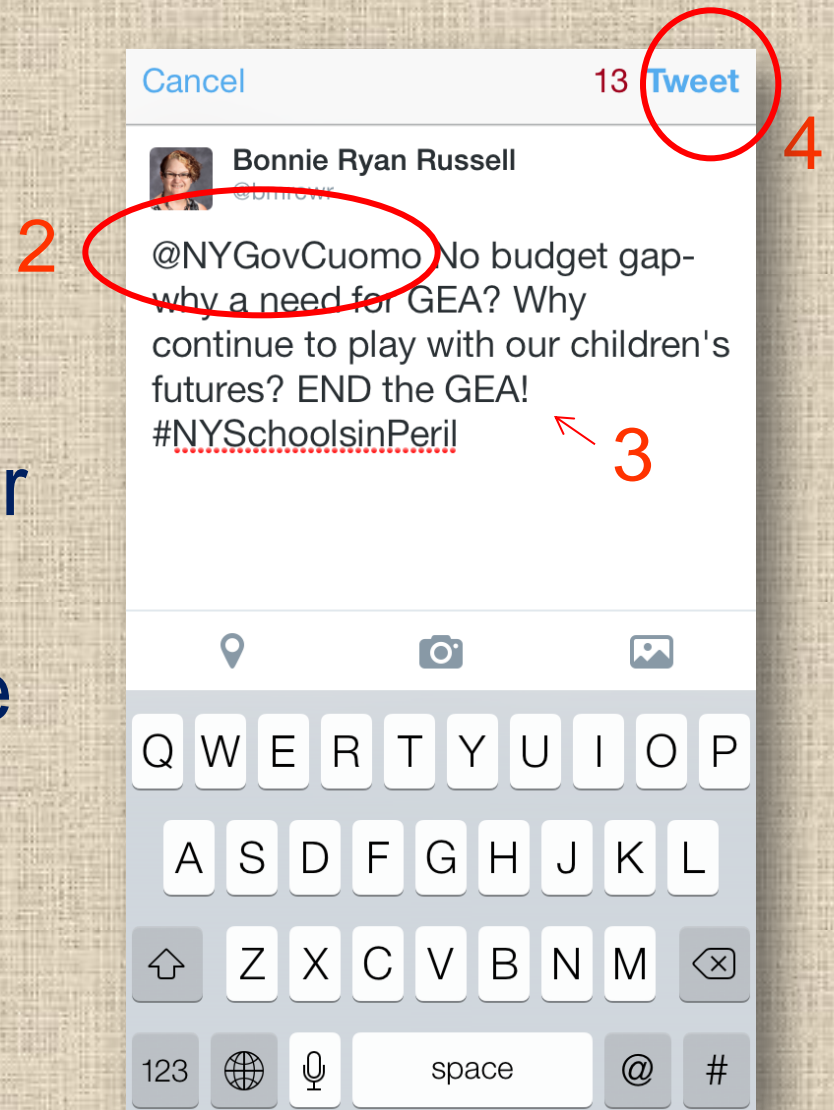 Cancel 13 Tweet
4
Bonnie Ryan Russell
@bmrowr
2
@NYGovCuomo No budget gap-
why a need for GEA? Why
continue to play with our children's
futures? END the GEA!
#NYSchoolsinPeril
3
r
e
Q W E R T Y U I O P
A S D F G H J K L
Z X C V B N M
123 space @ #